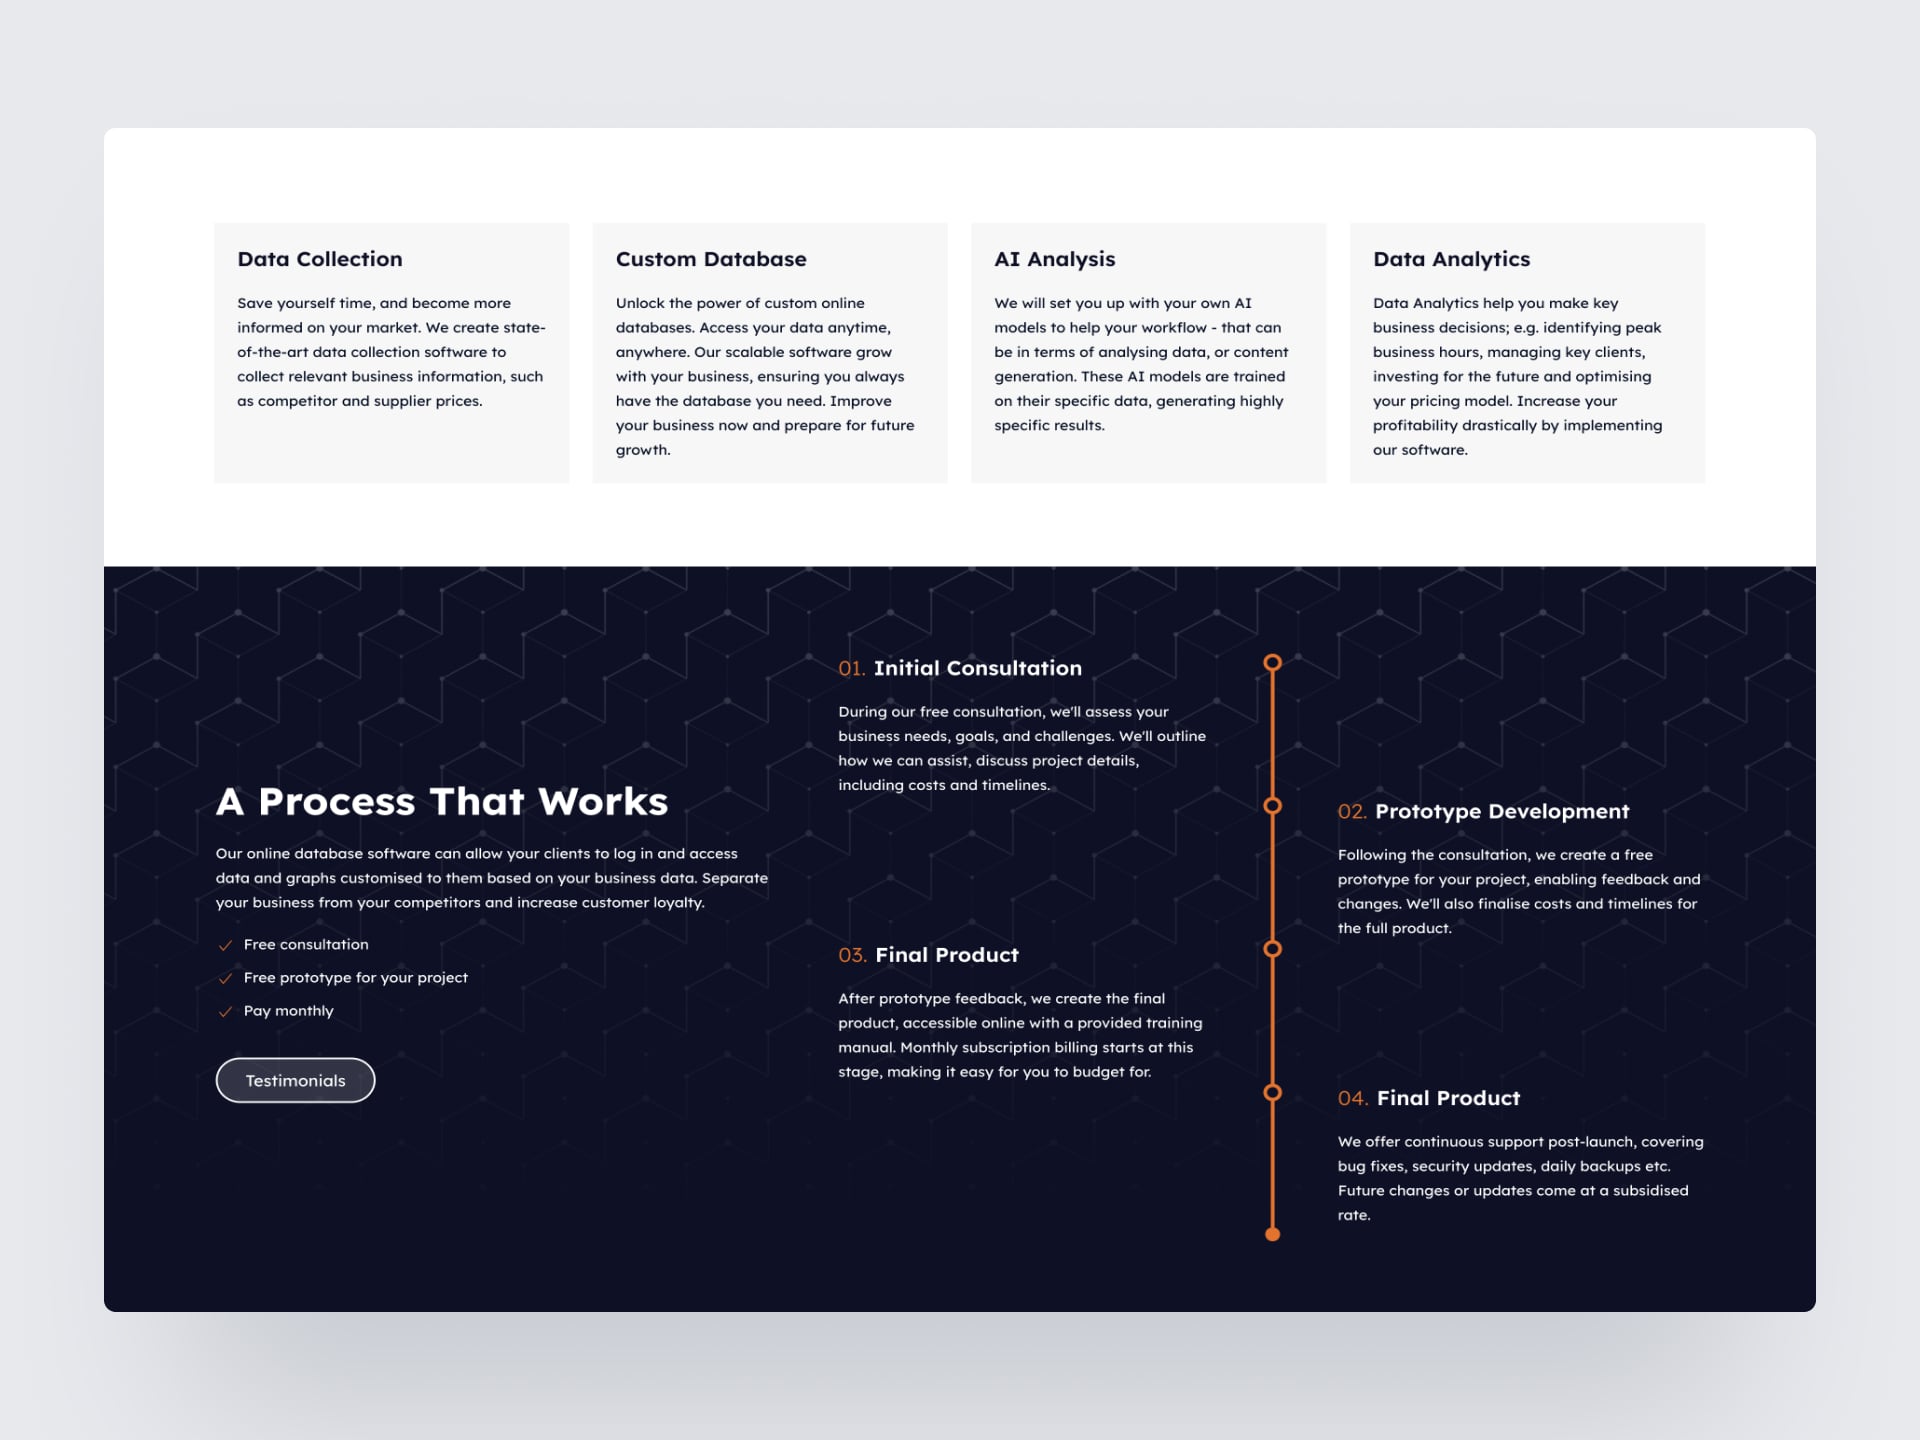 Data Collection
Save yourself time, and become more
informed on your market. We create state-
of-the-art data collection software to
collect relevant business information, such
as competitor and supplier prices.
Custom Database
Unlock the power of custom online
databases. Access your data anytime,
anywhere. Our scalable software grow
with your business, ensuring you always
have the database you need. Improve
your business now and prepare for future
growth.
AI Analysis
We will set you up with your own AI
models to help your workflow - that can
be in terms of analysing data, or content
generation. These AI models are trained
on their specific data, generating highly
specific results.
Data Analytics
Data Analytics help you make key
business decisions; e.g. identifying peak
business hours, managing key clients,
investing for the future and optimising
your pricing model. Increase your
profitability drastically by implementing
our software.
A Process That Works
Our online database software can allow your clients to log in and access
data and graphs customised to them based on your business data. Separate
your business from your competitors and increase customer loyalty.
Free consultation
Free prototype for your project
Pay monthly
Testimonials
01. Initial Consultation
During our free consultation, we'll assess your
business needs, goals, and challenges. We'll outline
how we can assist, discuss project details,
including costs and timelines.
02. Prototype Development
Following the consultation, we create a free
prototype for your project, enabling feedback and
changes. We'll also finalise costs and timelines for
the full product.
03. Final Product
After prototype feedback, we create the final
product, accessible online with a provided training
manual. Monthly subscription billing starts at this
stage, making it easy for you to budget for.
04. Final Product
We offer continuous support post-launch, covering
bug fixes, security updates, daily backups etc.
Future changes or updates come at a subsidised
rate.